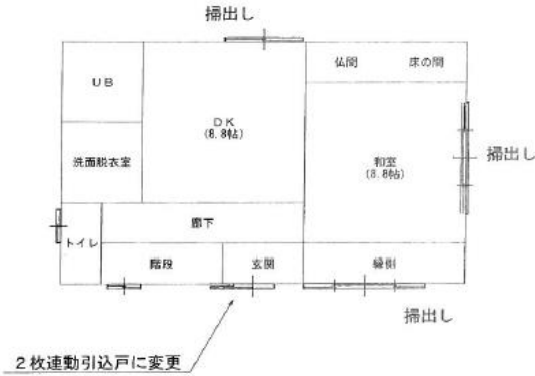 掃出し
仏間 床の間
UB
DK
(8.8帖)
洗面脱衣室
和室
(8.8帖)
掃出し
トイレ
廊下
階段
玄関
縁側
掃出し
2枚連動引込戸に変更